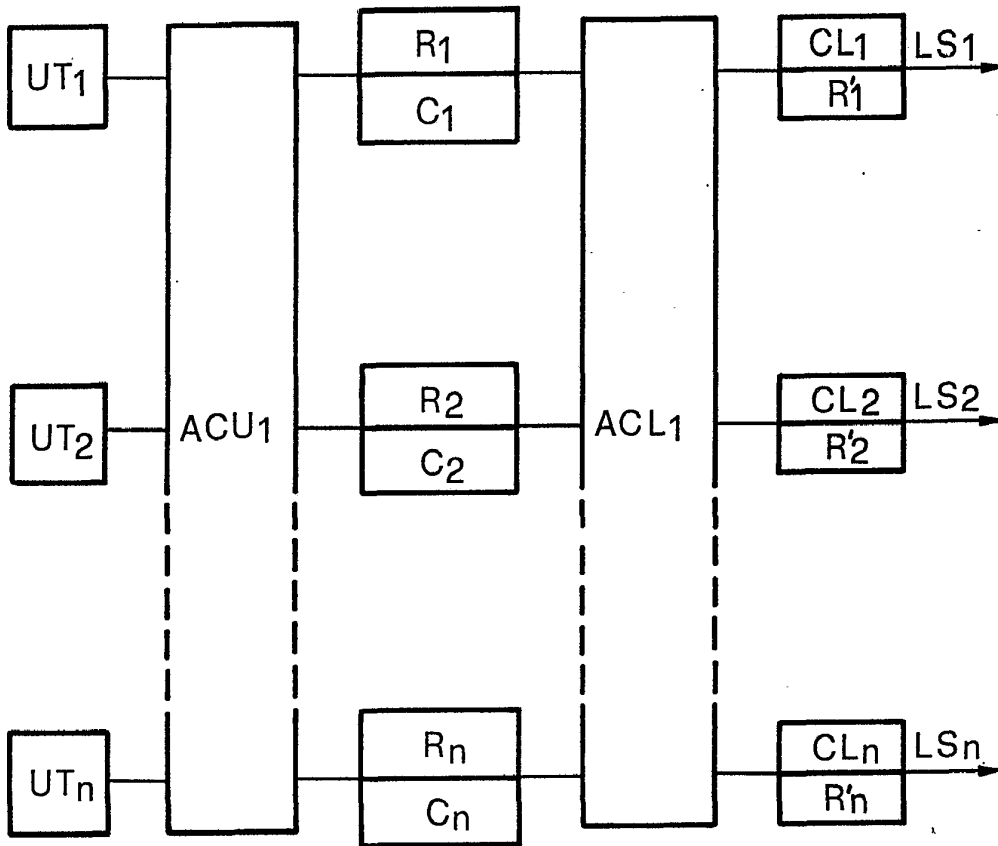 UT1
R1
C1
CL1
R'1
LS1
UT2
ACU1
R2
C2
ACL1
CL2
R'2
LS2
UTn
Rn
Cn
CLn
R'n
LSn